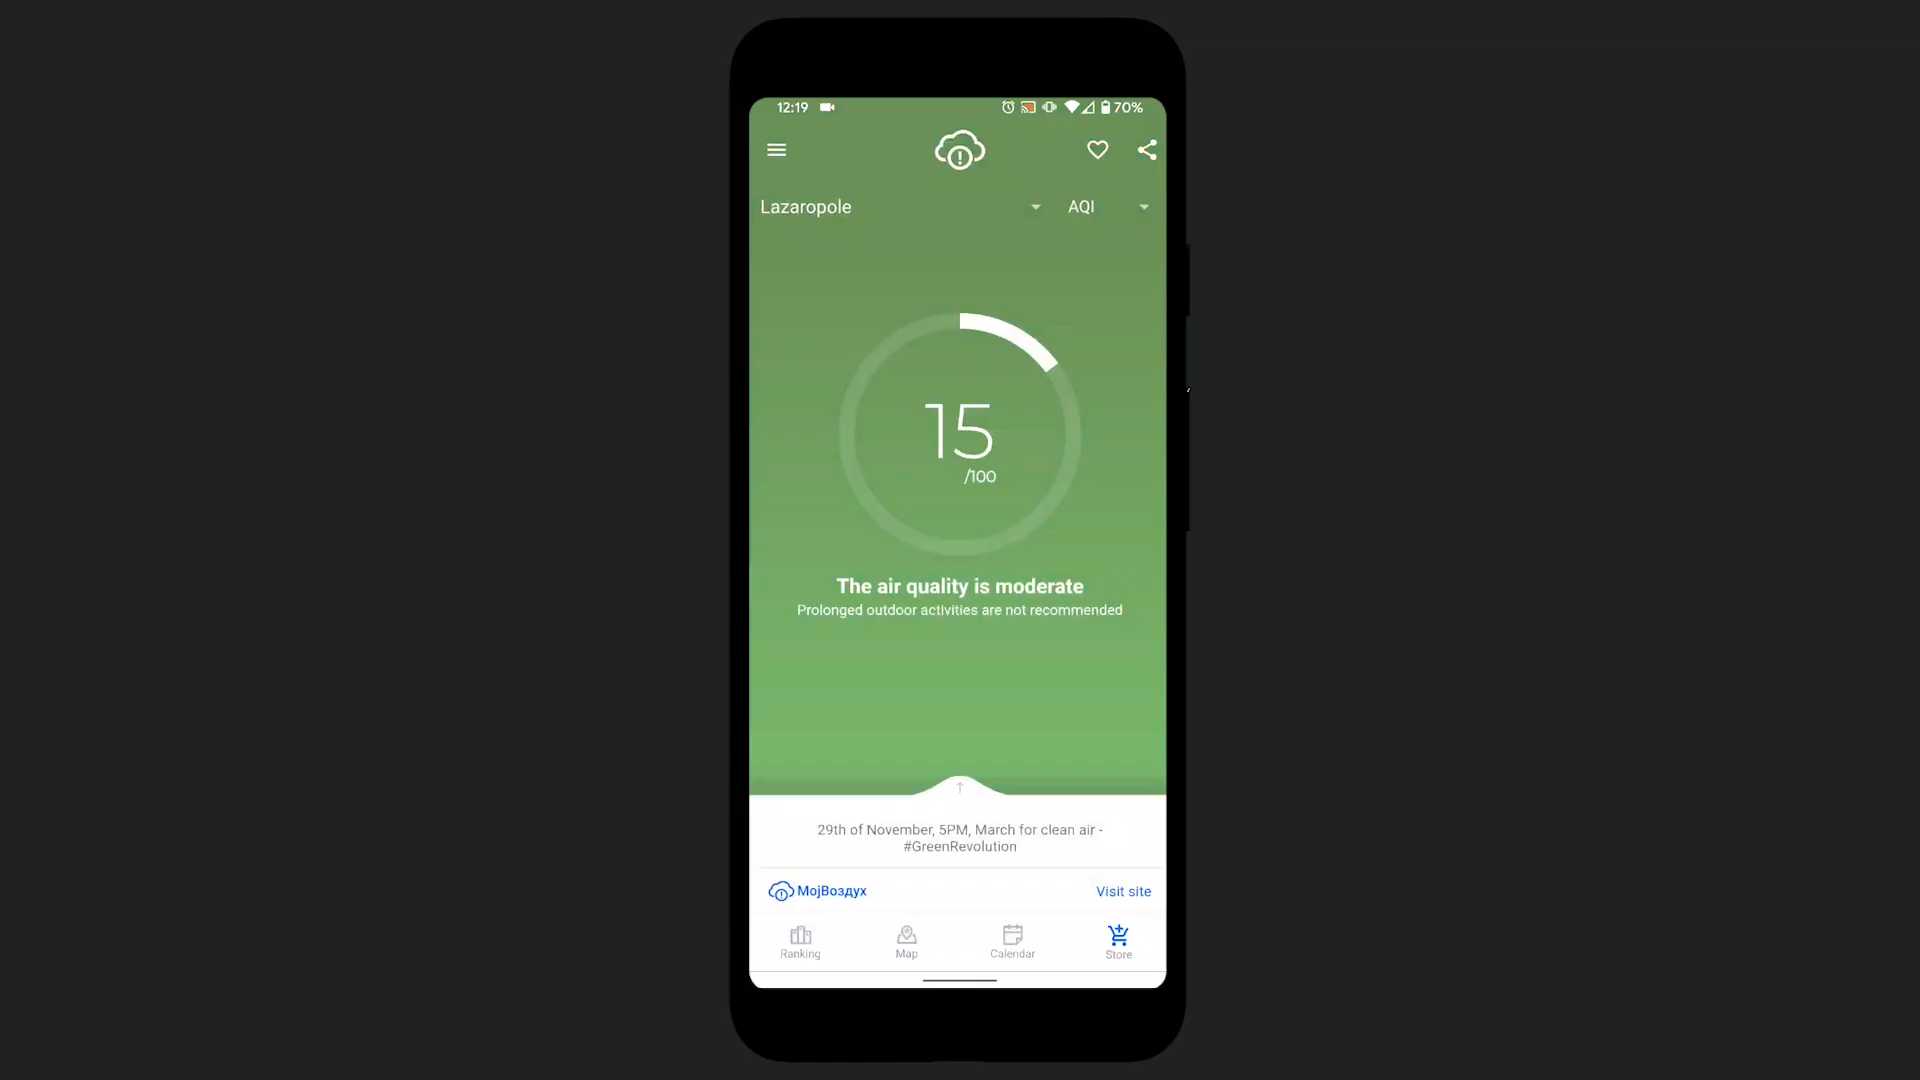 12:19
70%
Lazaropole
AQI
15
/100
The air quality is moderate
Prolonged outdoor activities are not recommended
29th of November, 5PM, March for clean air -
#GreenRevolution
МојВоздух
Visit site
Ranking
Map
Calendar
Store